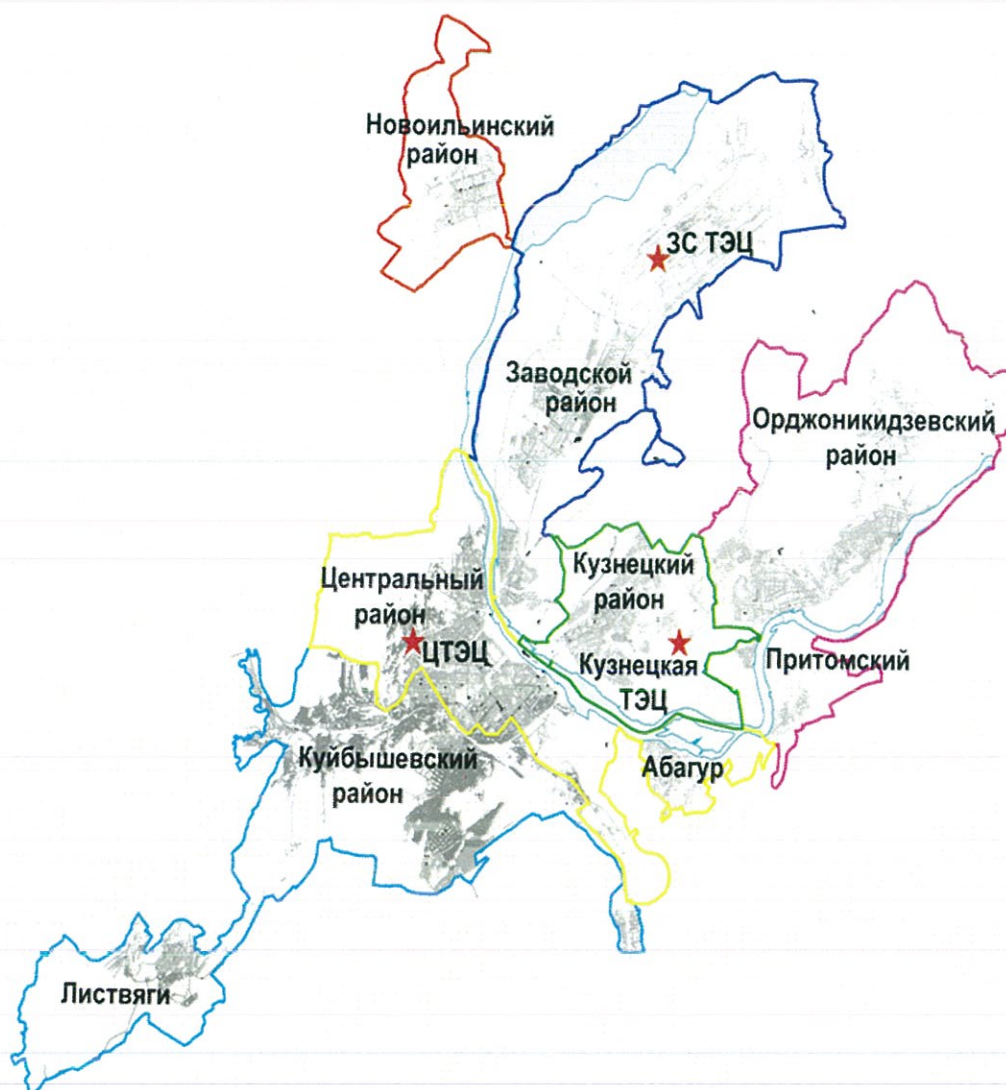 Новоильинский
район
ЗС ТЭЦ
Заводской
район
Орджоникидзевский
район
Кузнецкий
район
Центральный
район
ЦТЭЦ
Кузнецкая
ТЭЦ
Притомский
Куйбышевский
район
Абагур
Листвяги